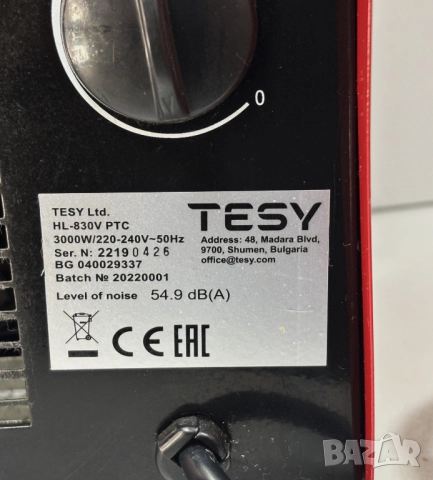 0
TESY Ltd.
HL-830V PTC
3000W/220-240V~50Hz
Ser. N: 22190426
BG 040029337
Batch № 20220001
Level of noise 54.9 dB(A)
TESY
Address: 48, Madara Blvd,
9700, Shumen, Bulgaria
office@tesy.com
CE EAC
БАЗАР